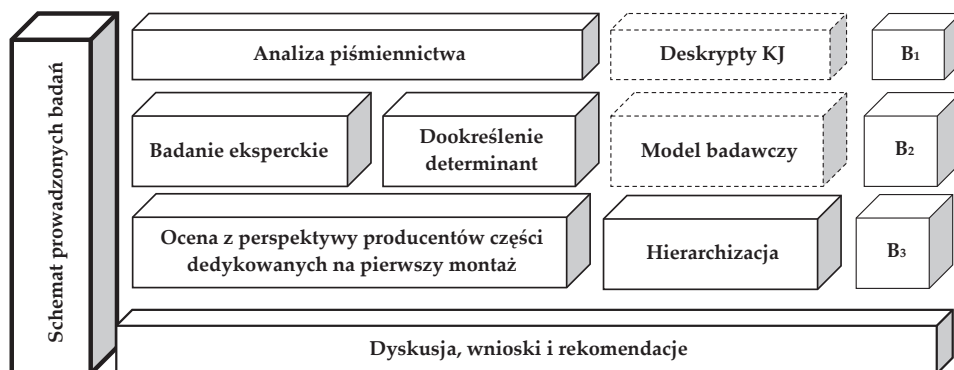 Schemat prowadzonych badań
Analiza piśmiennictwa
Deskrypty KJ
B1
Badanie eksperckie
Dookreślenie
determinant
Model badawczy
B2
Ocena z perspektywy producentów części
dedykowanych na pierwszy montaż
Hierarchizacja
B3
Dyskusja, wnioski i rekomendacje